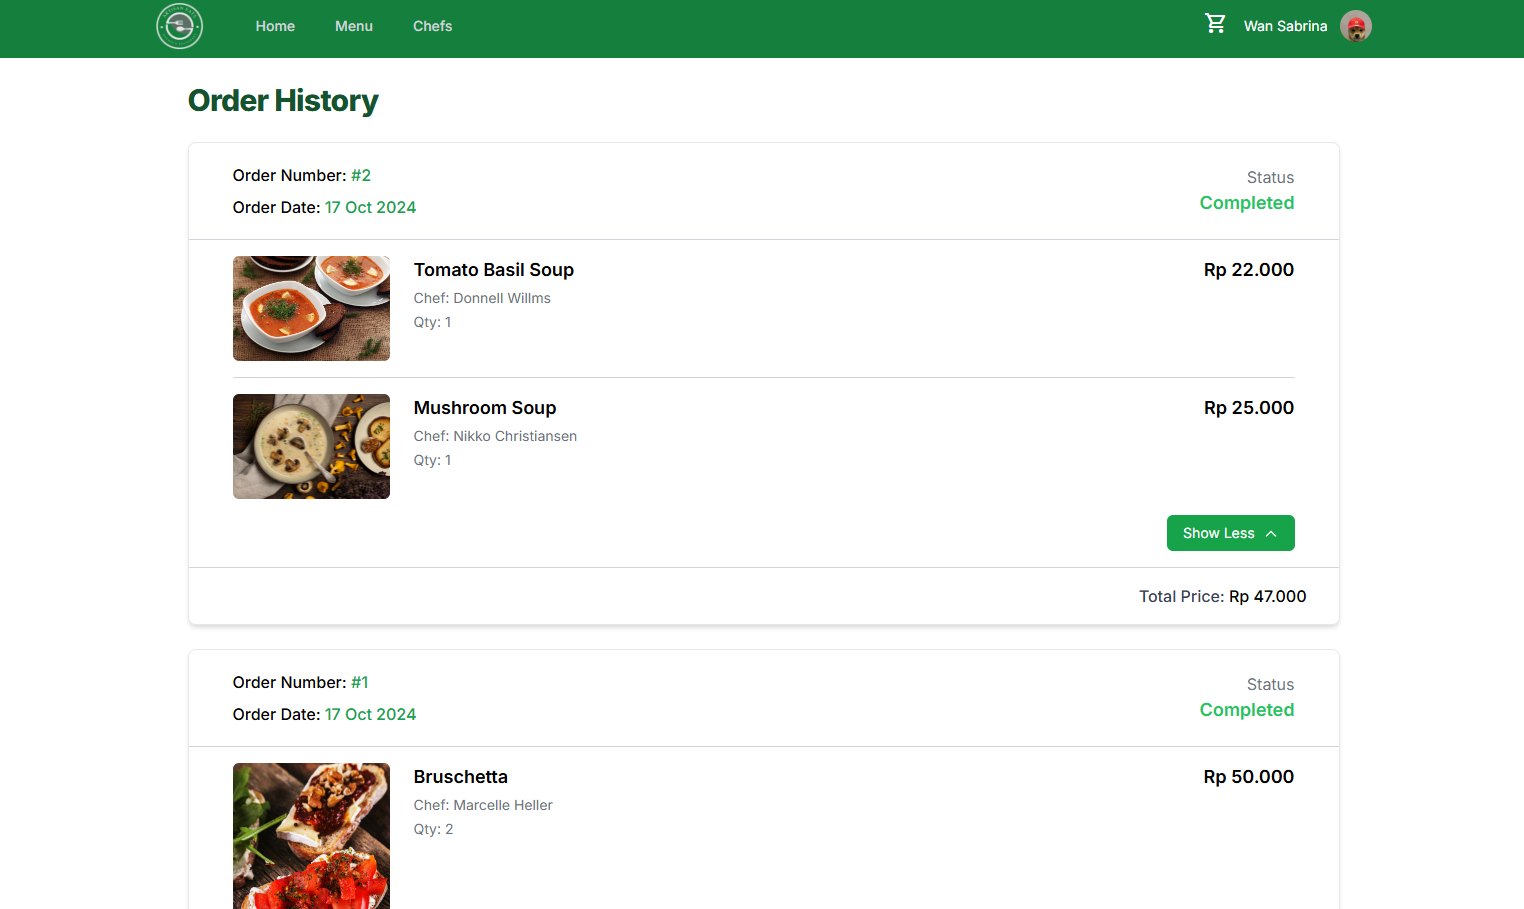 Home
Menu
Chefs
Wan Sabrina
Order History
Order Number: #2
Order Date: 17 Oct 2024
Status
Completed
Tomato Basil Soup
Rp 22.000
Chef: Donnell Willms
Qty: 1
Mushroom Soup
Rp 25.000
Chef: Nikko Christiansen
Qty: 1
Show Less
Total Price: Rp 47.000
Order Number: #1
Order Date: 17 Oct 2024
Status
Completed
Bruschetta
Rp 50.000
Chef: Marcelle Heller
Qty: 2